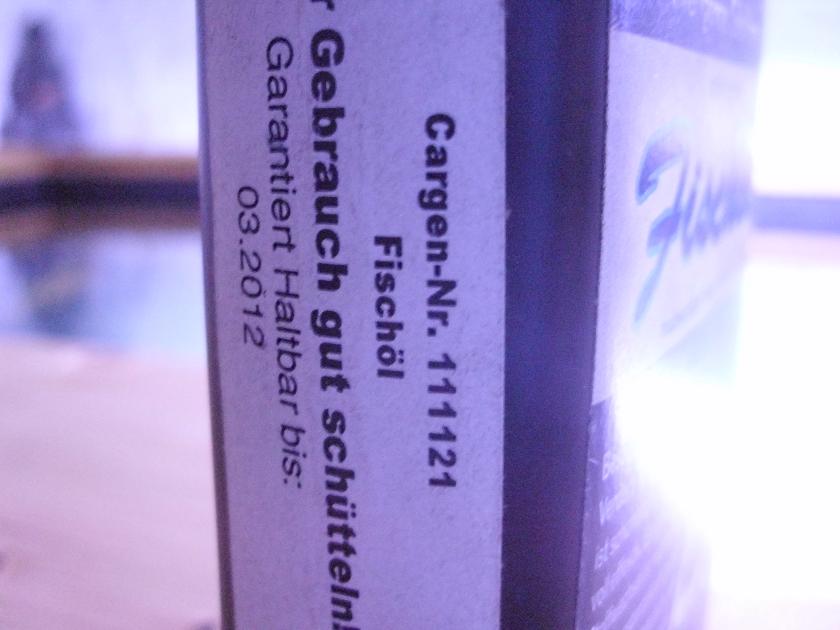 Cargen-Nr. 111121
Fischöl
r Gebrauch gut schütteln!
Garantiert Haltbar bis:
03.2012